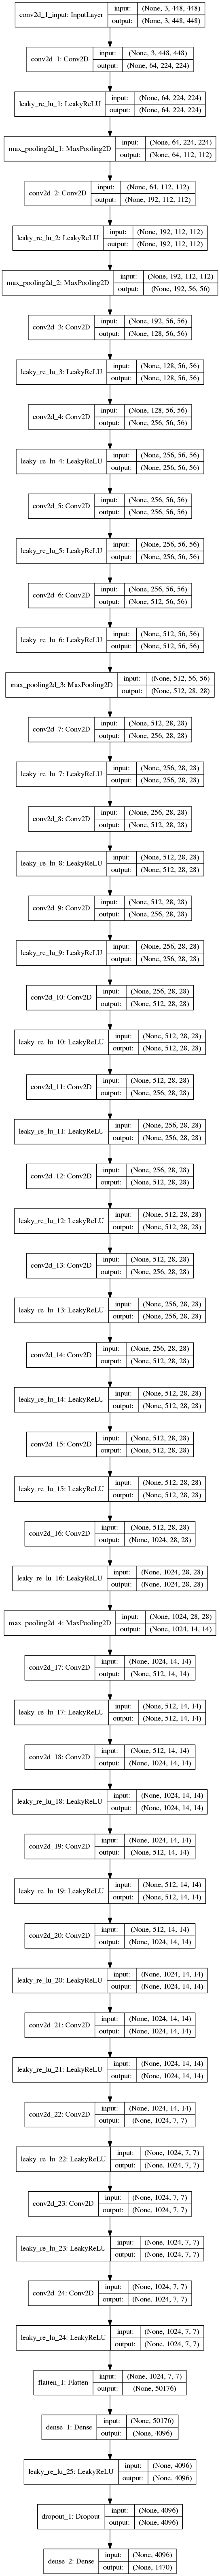 conv2d_1_input: InputLayer input: (None, 3, 448, 448)
output: (None, 3, 448, 448)
conv2d_1: Conv2D input: (None, 3, 448, 448)
output: (None, 64, 224, 224)
leaky_re_lu_1: LeakyReLU input: (None, 64, 224, 224)
output: (None, 64, 224, 224)
max_pooling2d_1: MaxPooling2D input: (None, 64, 224, 224)
output: (None, 64, 112, 112)
conv2d_2: Conv2D input: (None, 64, 112, 112)
output: (None, 192, 112, 112)
leaky_re_lu_2: LeakyReLU input: (None, 192, 112, 112)
output: (None, 192, 112, 112)
max_pooling2d_2: MaxPooling2D input: (None, 192, 112, 112)
output: (None, 192, 56, 56)
conv2d_3: Conv2D input: (None, 192, 56, 56)
output: (None, 128, 56, 56)
leaky_re_lu_3: LeakyReLU input: (None, 128, 56, 56)
output: (None, 128, 56, 56)
conv2d_4: Conv2D input: (None, 128, 56, 56)
output: (None, 256, 56, 56)
leaky_re_lu_4: LeakyReLU input: (None, 256, 56, 56)
output: (None, 256, 56, 56)
conv2d_5: Conv2D input: (None, 256, 56, 56)
output: (None, 256, 56, 56)
leaky_re_lu_5: LeakyReLU input: (None, 256, 56, 56)
output: (None, 256, 56, 56)
conv2d_6: Conv2D input: (None, 256, 56, 56)
output: (None, 512, 56, 56)
leaky_re_lu_6: LeakyReLU input: (None, 512, 56, 56)
output: (None, 512, 56, 56)
max_pooling2d_3: MaxPooling2D input: (None, 512, 56, 56)
output: (None, 512, 28, 28)
conv2d_7: Conv2D input: (None, 512, 28, 28)
output: (None, 256, 28, 28)
leaky_re_lu_7: LeakyReLU input: (None, 256, 28, 28)
output: (None, 256, 28, 28)
conv2d_8: Conv2D input: (None, 256, 28, 28)
output: (None, 512, 28, 28)
leaky_re_lu_8: LeakyReLU input: (None, 512, 28, 28)
output: (None, 512, 28, 28)
conv2d_9: Conv2D input: (None, 512, 28, 28)
output: (None, 256, 28, 28)
leaky_re_lu_9: LeakyReLU input: (None, 256, 28, 28)
output: (None, 256, 28, 28)
conv2d_10: Conv2D input: (None, 256, 28, 28)
output: (None, 512, 28, 28)
leaky_re_lu_10: LeakyReLU input: (None, 512, 28, 28)
output: (None, 512, 28, 28)
conv2d_11: Conv2D input: (None, 512, 28, 28)
output: (None, 256, 28, 28)
leaky_re_lu_11: LeakyReLU input: (None, 256, 28, 28)
output: (None, 256, 28, 28)
conv2d_12: Conv2D input: (None, 256, 28, 28)
output: (None, 512, 28, 28)
leaky_re_lu_12: LeakyReLU input: (None, 512, 28, 28)
output: (None, 512, 28, 28)
conv2d_13: Conv2D input: (None, 512, 28, 28)
output: (None, 256, 28, 28)
leaky_re_lu_13: LeakyReLU input: (None, 256, 28, 28)
output: (None, 256, 28, 28)
conv2d_14: Conv2D input: (None, 256, 28, 28)
output: (None, 512, 28, 28)
leaky_re_lu_14: LeakyReLU input: (None, 512, 28, 28)
output: (None, 512, 28, 28)
conv2d_15: Conv2D input: (None, 512, 28, 28)
output: (None, 512, 28, 28)
leaky_re_lu_15: LeakyReLU input: (None, 512, 28, 28)
output: (None, 512, 28, 28)
conv2d_16: Conv2D input: (None, 512, 28, 28)
output: (None, 1024, 28, 28)
leaky_re_lu_16: LeakyReLU input: (None, 1024, 28, 28)
output: (None, 1024, 28, 28)
max_pooling2d_4: MaxPooling2D input: (None, 1024, 28, 28)
output: (None, 1024, 14, 14)
conv2d_17: Conv2D input: (None, 1024, 14, 14)
output: (None, 512, 14, 14)
leaky_re_lu_17: LeakyReLU input: (None, 512, 14, 14)
output: (None, 512, 14, 14)
conv2d_18: Conv2D input: (None, 512, 14, 14)
output: (None, 1024, 14, 14)
leaky_re_lu_18: LeakyReLU input: (None, 1024, 14, 14)
output: (None, 1024, 14, 14)
conv2d_19: Conv2D input: (None, 1024, 14, 14)
output: (None, 512, 14, 14)
leaky_re_lu_19: LeakyReLU input: (None, 512, 14, 14)
output: (None, 512, 14, 14)
conv2d_20: Conv2D input: (None, 512, 14, 14)
output: (None, 1024, 14, 14)
leaky_re_lu_20: LeakyReLU input: (None, 1024, 14, 14)
output: (None, 1024, 14, 14)
conv2d_21: Conv2D input: (None, 1024, 14, 14)
output: (None, 1024, 14, 14)
leaky_re_lu_21: LeakyReLU input: (None, 1024, 14, 14)
output: (None, 1024, 14, 14)
conv2d_22: Conv2D input: (None, 1024, 14, 14)
output: (None, 1024, 7, 7)
leaky_re_lu_22: LeakyReLU input: (None, 1024, 7, 7)
output: (None, 1024, 7, 7)
conv2d_23: Conv2D input: (None, 1024, 7, 7)
output: (None, 1024, 7, 7)
leaky_re_lu_23: LeakyReLU input: (None, 1024, 7, 7)
output: (None, 1024, 7, 7)
conv2d_24: Conv2D input: (None, 1024, 7, 7)
output: (None, 1024, 7, 7)
leaky_re_lu_24: LeakyReLU input: (None, 1024, 7, 7)
output: (None, 1024, 7, 7)
flatten_1: Flatten input: (None, 1024, 7, 7)
output: (None, 50176)
dense_1: Dense input: (None, 50176)
output: (None, 4096)
leaky_re_lu_25: LeakyReLU input: (None, 4096)
output: (None, 4096)
dropout_1: Dropout input: (None, 4096)
output: (None, 4096)
dense_2: Dense input: (None, 4096)
output: (None, 1470)